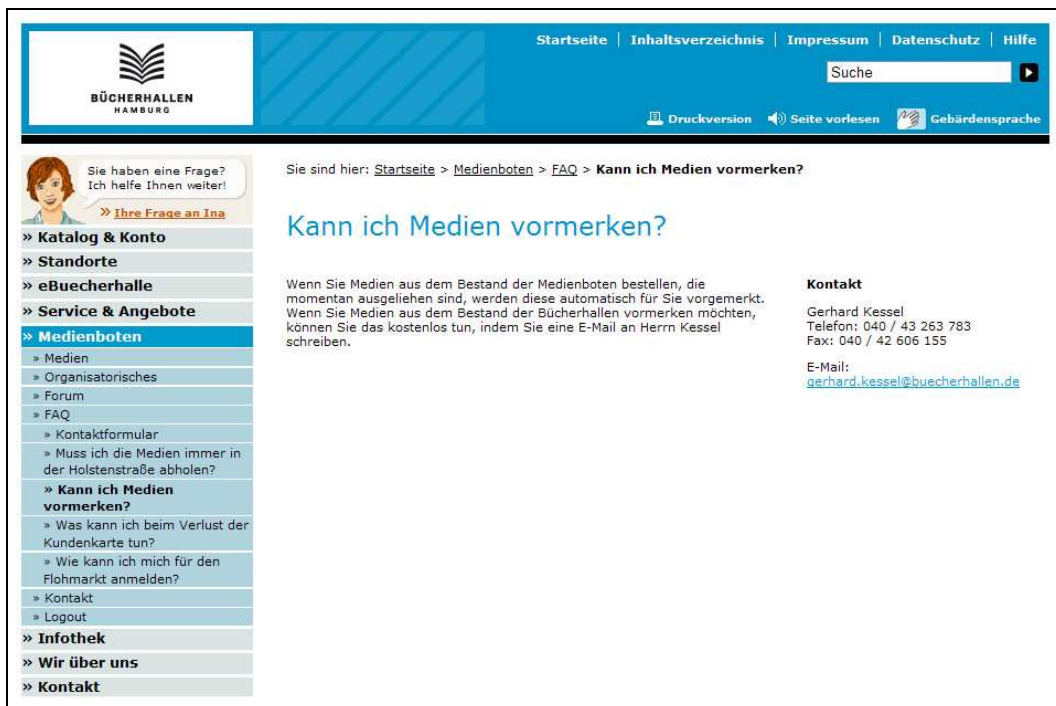 Startseite | Inhaltsverzeichnis | Impressum | Datenschutz | Hilfe
Suche
BÜCHERHALLEN
HAMBURG
Druckversion Seite vorlesen Gebärdensprache
Sie haben eine Frage?
Ich helfe Ihnen weiter!
» Ihre Frage an Ina
» Katalog & Konto
» Standorte
» eBuecherhalle
» Service & Angebote
» Medienboten
» Medien
» Organisatorisches
» Forum
» FAQ
» Kontaktformular
» Muss ich die Medien immer in
der Holstenstraße abholen?
» Kann ich Medien
vormerken?
» Was kann ich beim Verlust der
Kundenkarte tun?
» Wie kann ich mich für den
Flohmarkt anmelden?
» Kontakt
» Logout
» Infothek
» Wir über uns
» Kontakt
Sie sind hier: Startseite > Medienboten > FAQ > Kann ich Medien vormerken?
Kann ich Medien vormerken?
Wenn Sie Medien aus dem Bestand der Medienboten bestellen, die
momentan ausgeliehen sind, werden diese automatisch für Sie vorgemerkt.
Wenn Sie Medien aus dem Bestand der Bücherhallen vormerken möchten,
können Sie das kostenlos tun, indem Sie eine E-Mail an Herrn Kessel
schreiben.
Kontakt
Gerhard Kessel
Telefon: 040 / 43 263 783
Fax: 040 / 42 606 155
E-Mail:
gerhard.kessel@buecherhallen.de